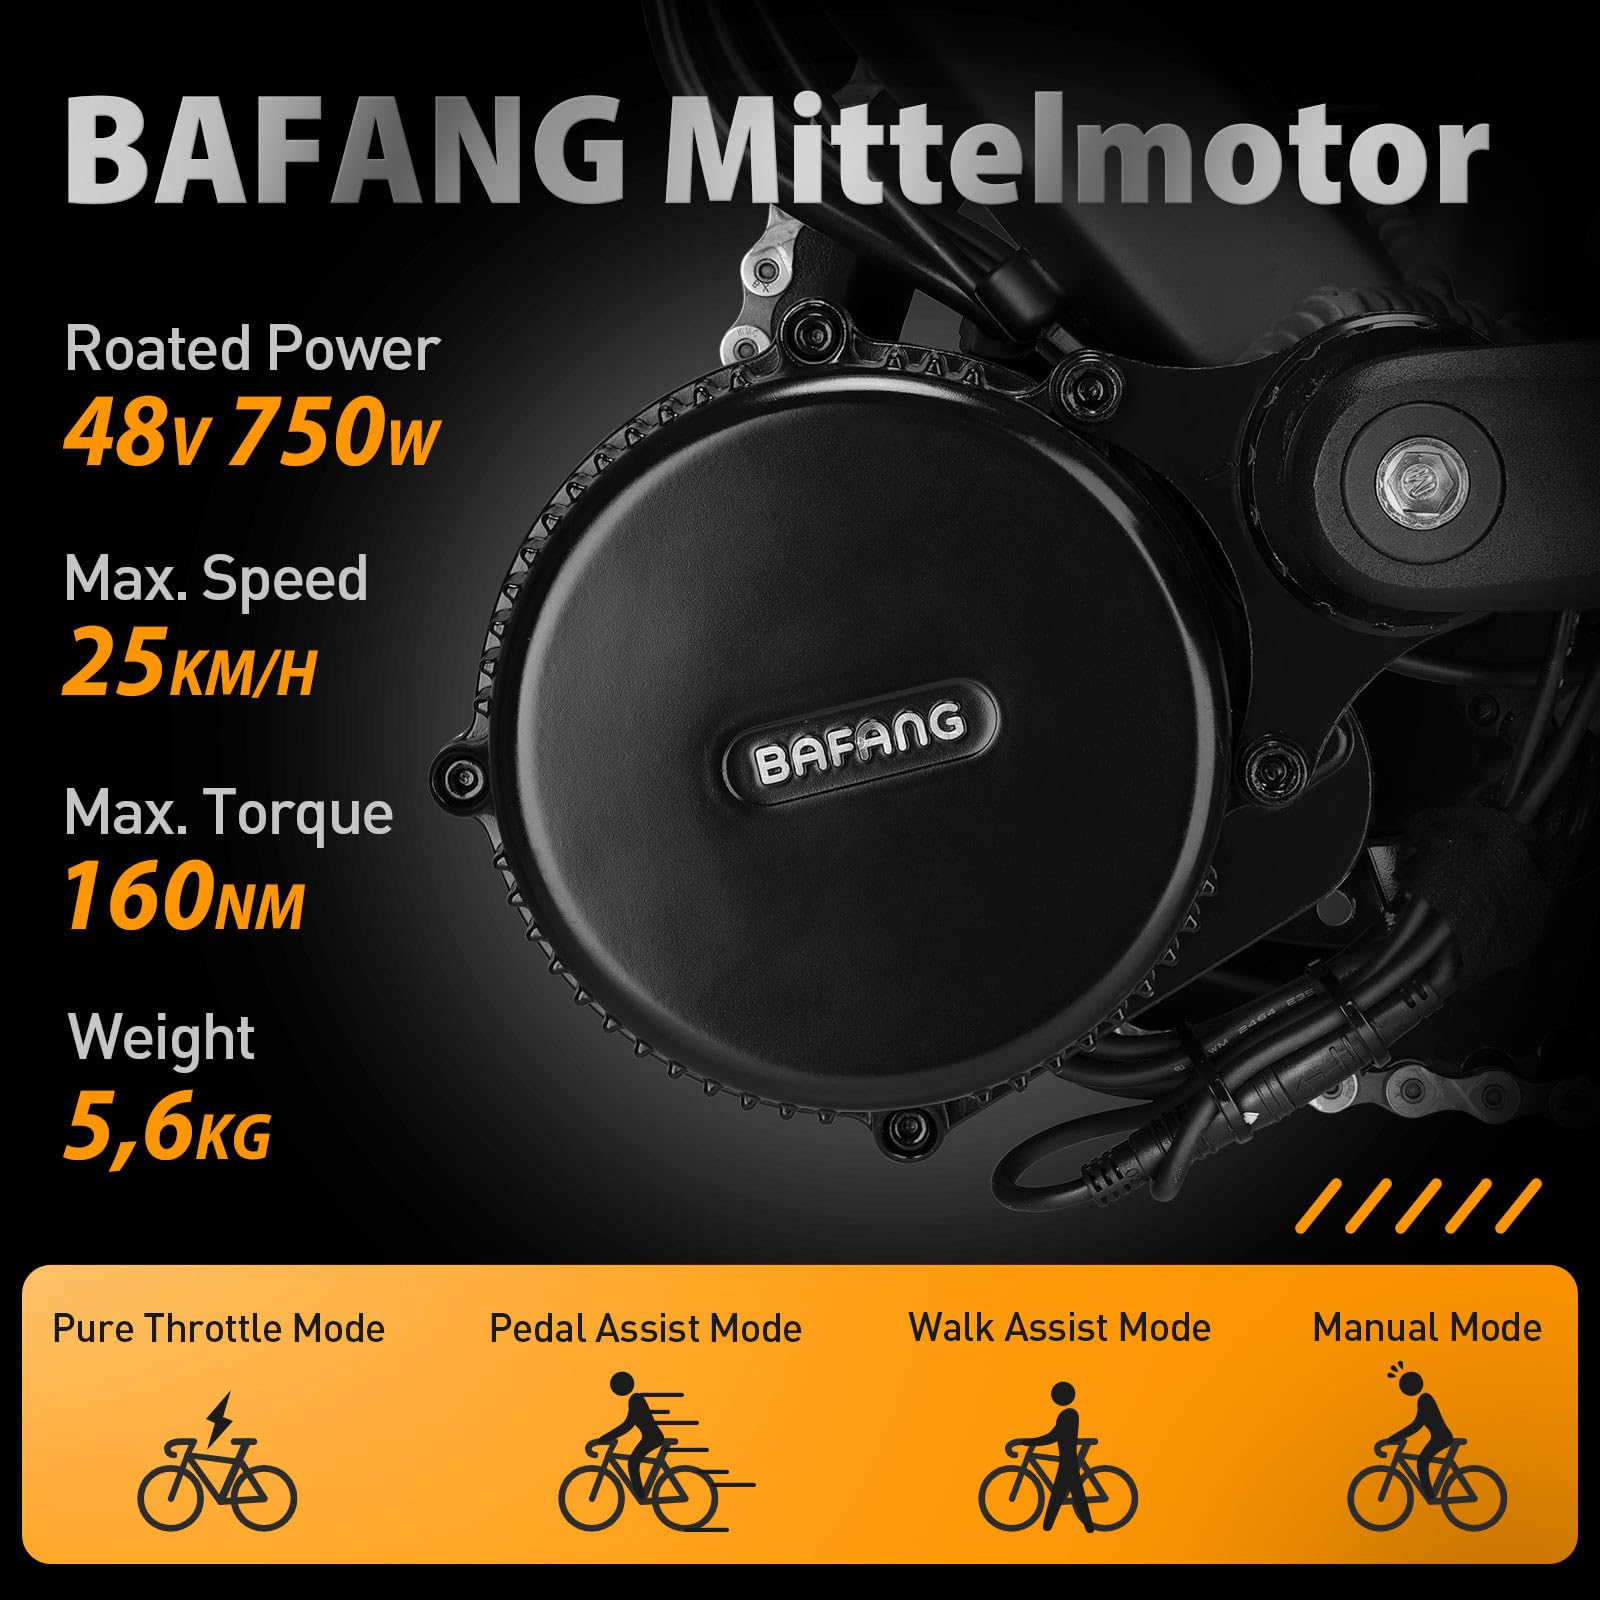 BAFANG Mittelmotor
Roated Power
48V 750W
Max. Speed
25KM/H
Max. Torque
160NM
Weight
5,6KG
BAFANG
Pure Throttle Mode
Pedal Assist Mode
Walk Assist Mode
Manual Mode